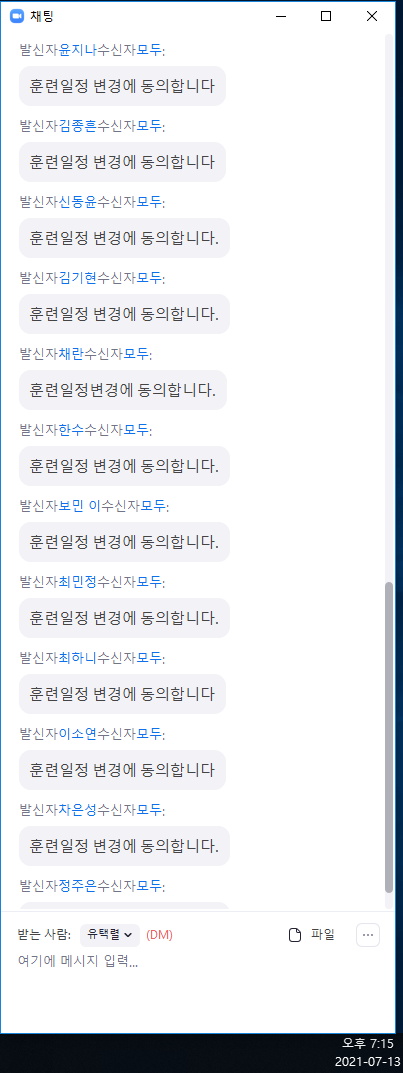 채팅
발신자윤지나수신자모두:
훈련일정 변경에 동의합니다
발신자김종흔수신자모두:
훈련일정 변경에 동의합니다
발신자신동윤수신자모두:
훈련일정 변경에 동의합니다.
발신자김기현수신자모두:
훈련일정 변경에 동의합니다.
발신자채란수신자모두:
훈련일정변경에 동의합니다.
발신자한수수신자모두:
훈련일정 변경에 동의합니다.
발신자보민 이수신자모두:
훈련일정 변경에 동의합니다.
발신자최민정수신자모두:
훈련일정 변경에 동의합니다.
발신자최하니수신자모두:
훈련일정 변경에 동의합니다
발신자이소연수신자모두:
훈련일정 변경에 동의합니다
발신자차은성수신자모두:
훈련일정 변경에 동의합니다.
발신자정주은수신자모두:
받는 사람: 유택렬 (DM) 파일 ...
여기에 메시지 입력...
오후 7:15
2021-07-13